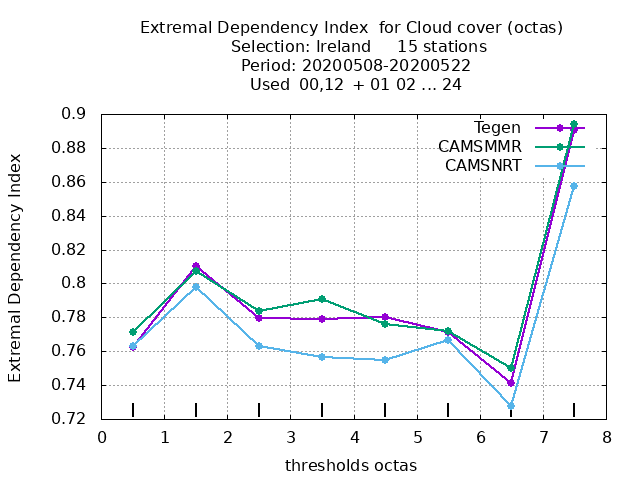 Extremal Dependency Index  for Cloud cover (octas)
Selection: Ireland     15 stations
Period: 20200508-20200522
Used  00,12  + 01 02 ... 24
Extremal Dependency Index
0.9
0.88
0.86
0.84
0.82
0.8
0.78
0.76
0.74
0.72
Tegen
CAMSMMR
CAMSNRT
0 1 2 3 4 5 6 7 8
thresholds octas